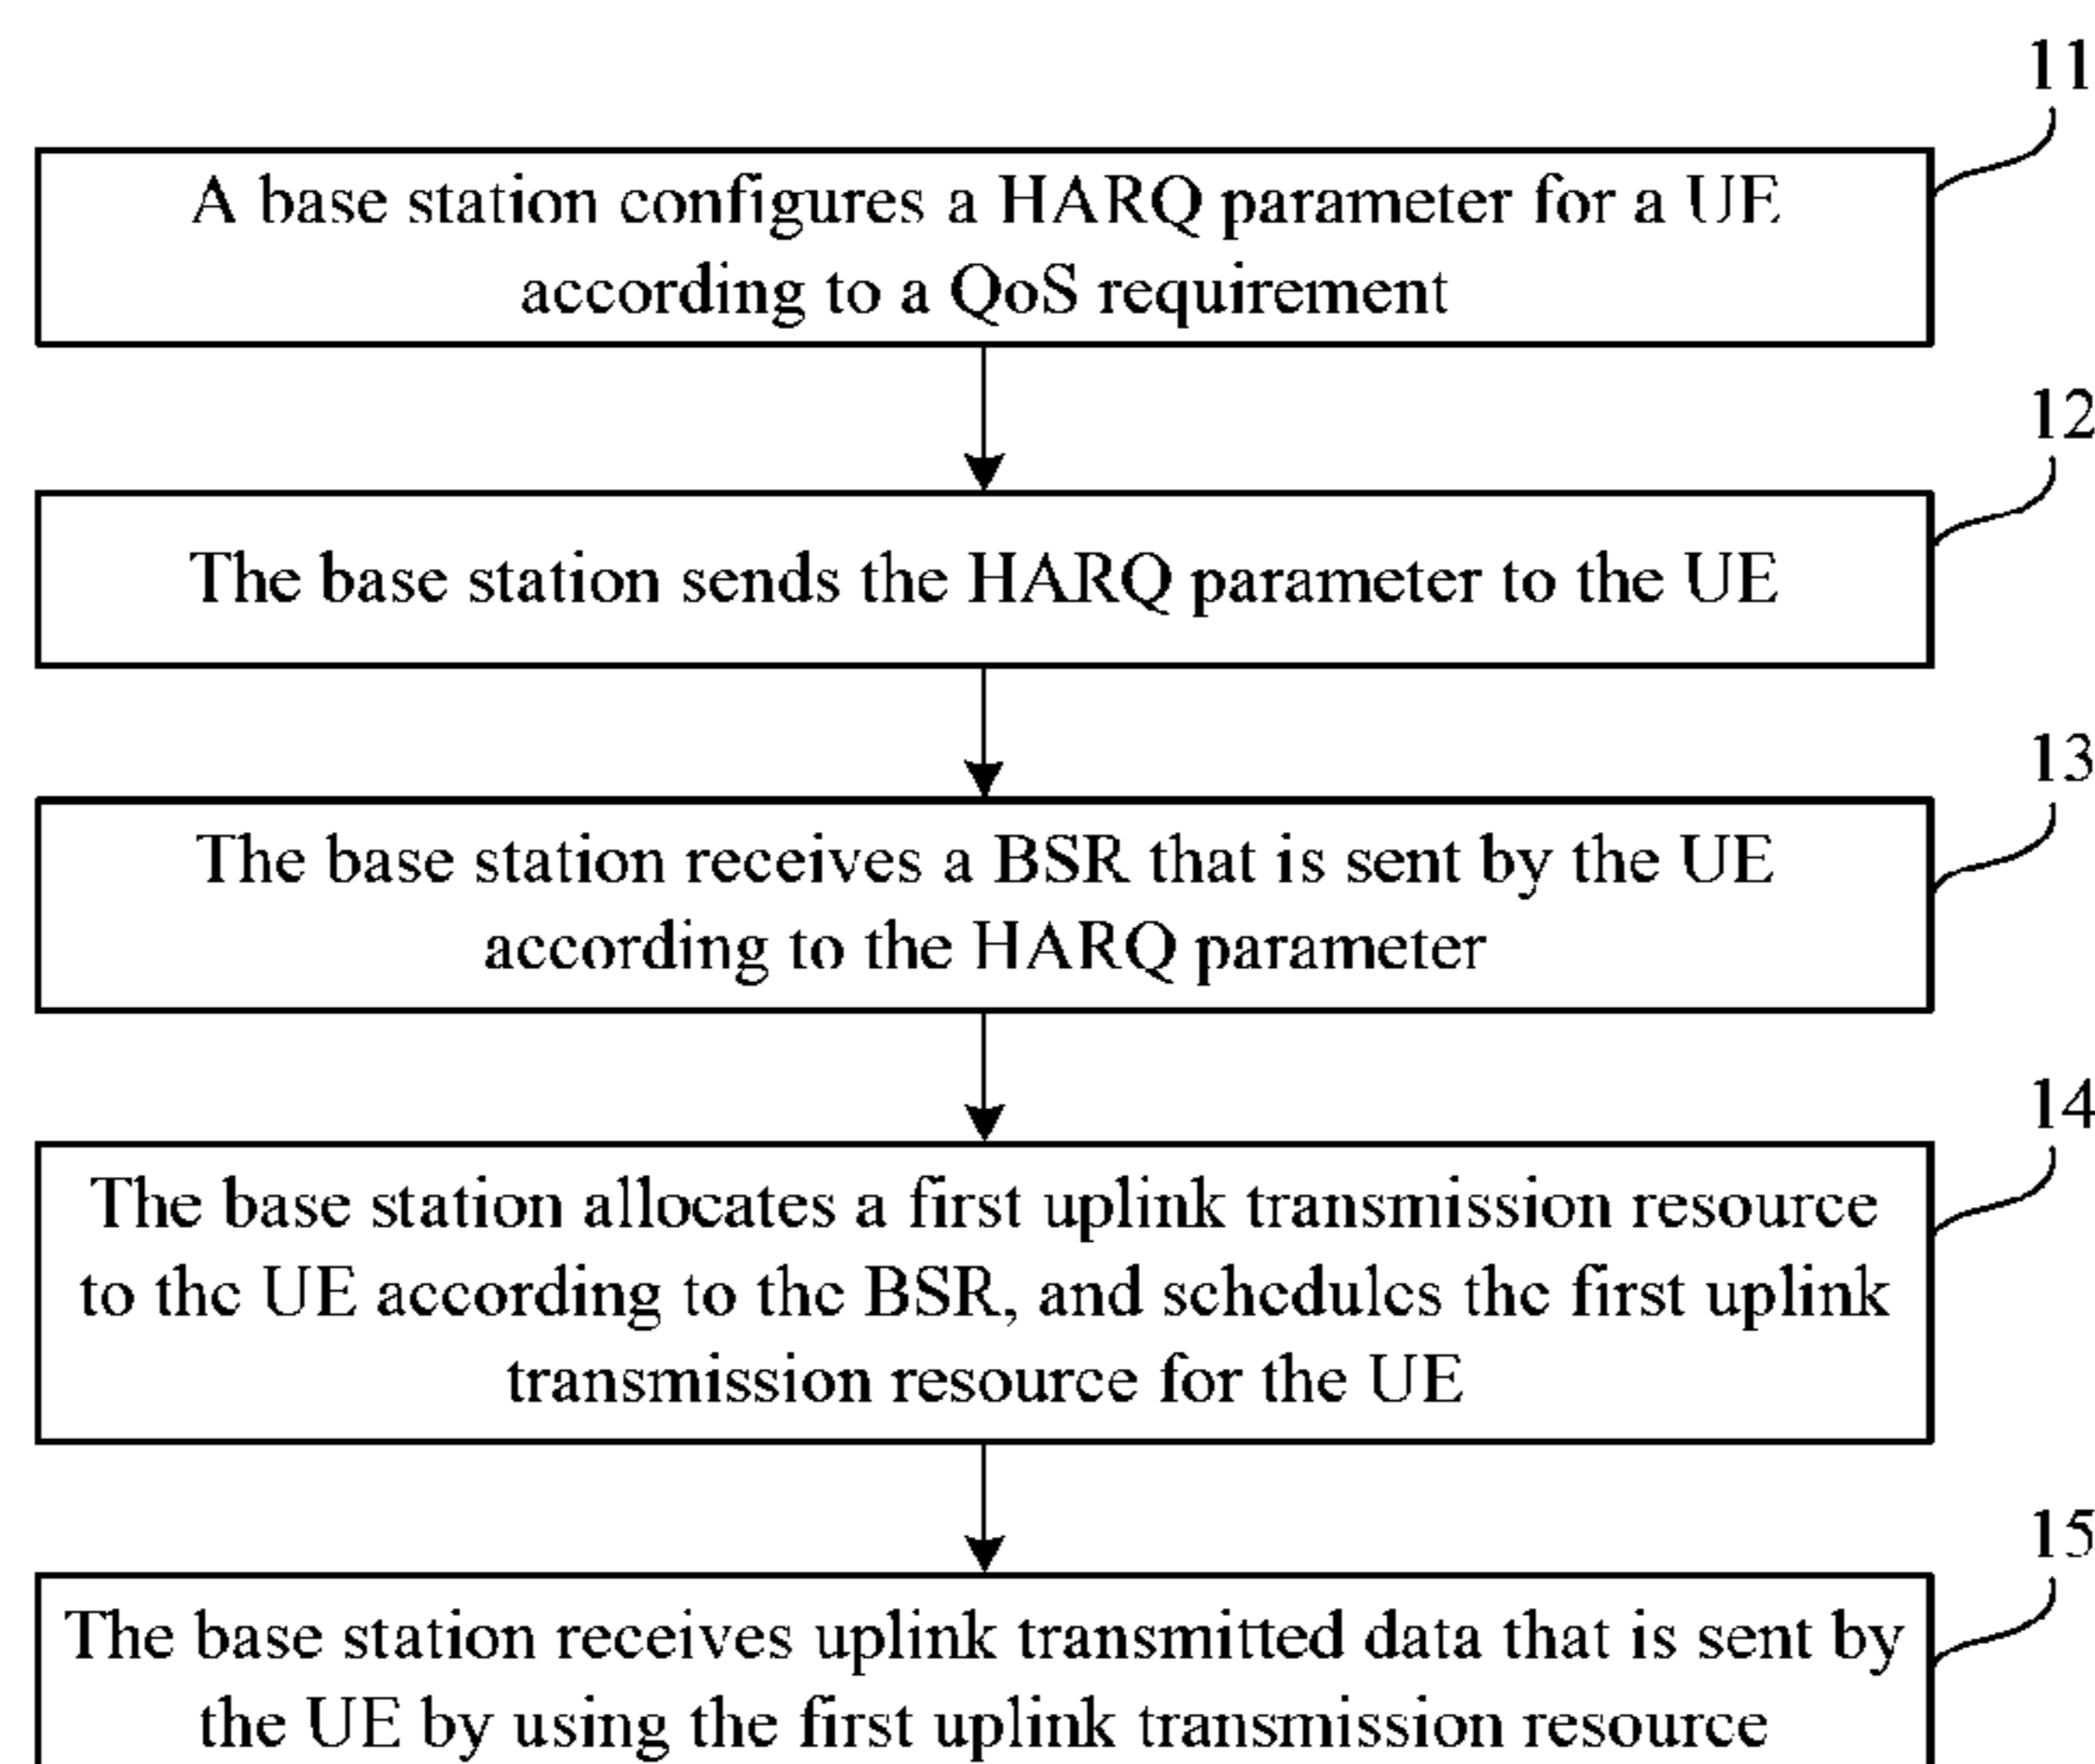 11
A base station configures a HARQ parameter for a UE
according to a QoS requirement
12
The base station sends the HARQ parameter to the UE
13
The base station receives a BSR that is sent by the UE
according to the HARQ parameter
14
The base station allocates a first uplink transmission resource
to the UE according to the BSR, and schedules the first uplink
transmission resource for the UE
15
The base station receives uplink transmitted data that is sent by
the UE by using the first uplink transmission resource